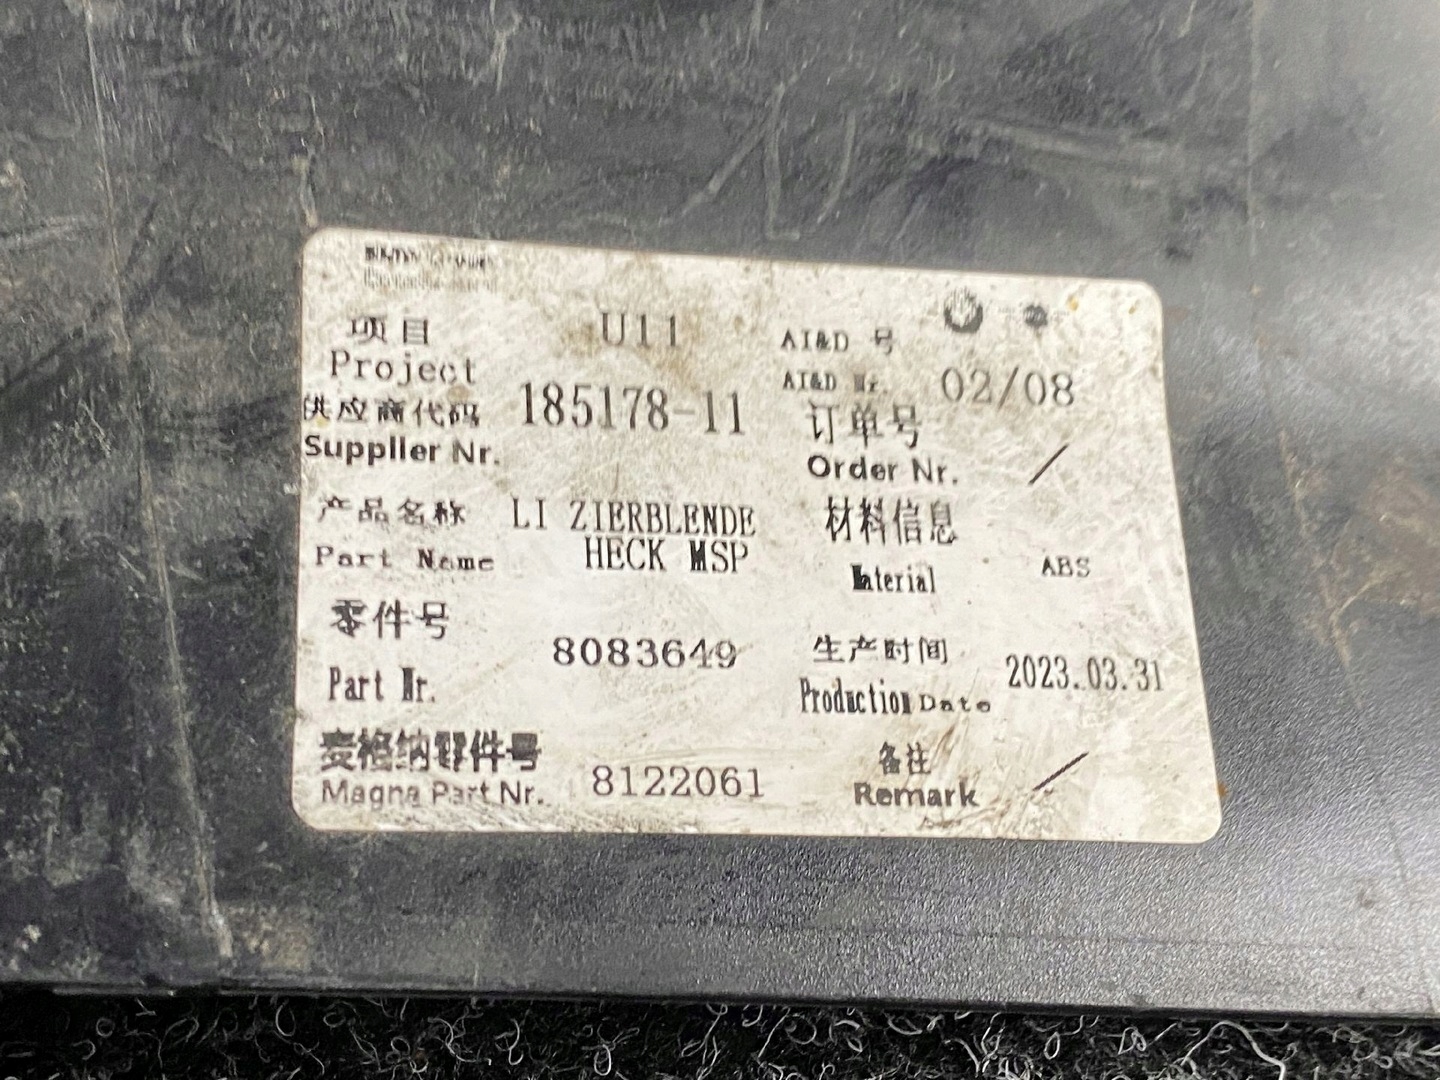 项目 U11
Project
供应商代码 185178-11
Supplier Nr.
产品名称 LI ZIERBLENDE
Part Name HECK MSP
零件号
8083649
Part Nr.
麦格纳零件号
Magna Part Nr. 8122061
AI&D 号
AI&D Nr. 02/08
订单号
Order Nr. /
材料信息
Material ABS
生产时间
2023.03.31
Production Date
备注
Remark /